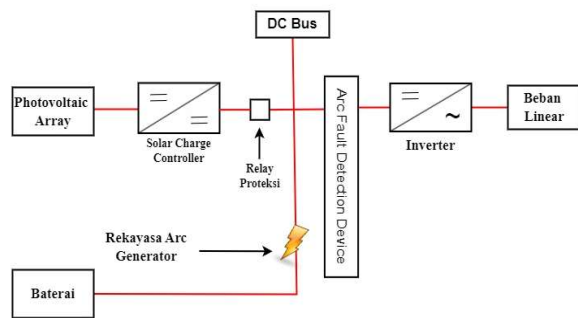 DC Bus
Photovoltaic
Array
Solar Charge
Controller
Relay
Proteksi
Arc Fault Detection Device
~
Inverter
Beban
Linear
Rekayasa Arc
Generator
Baterai